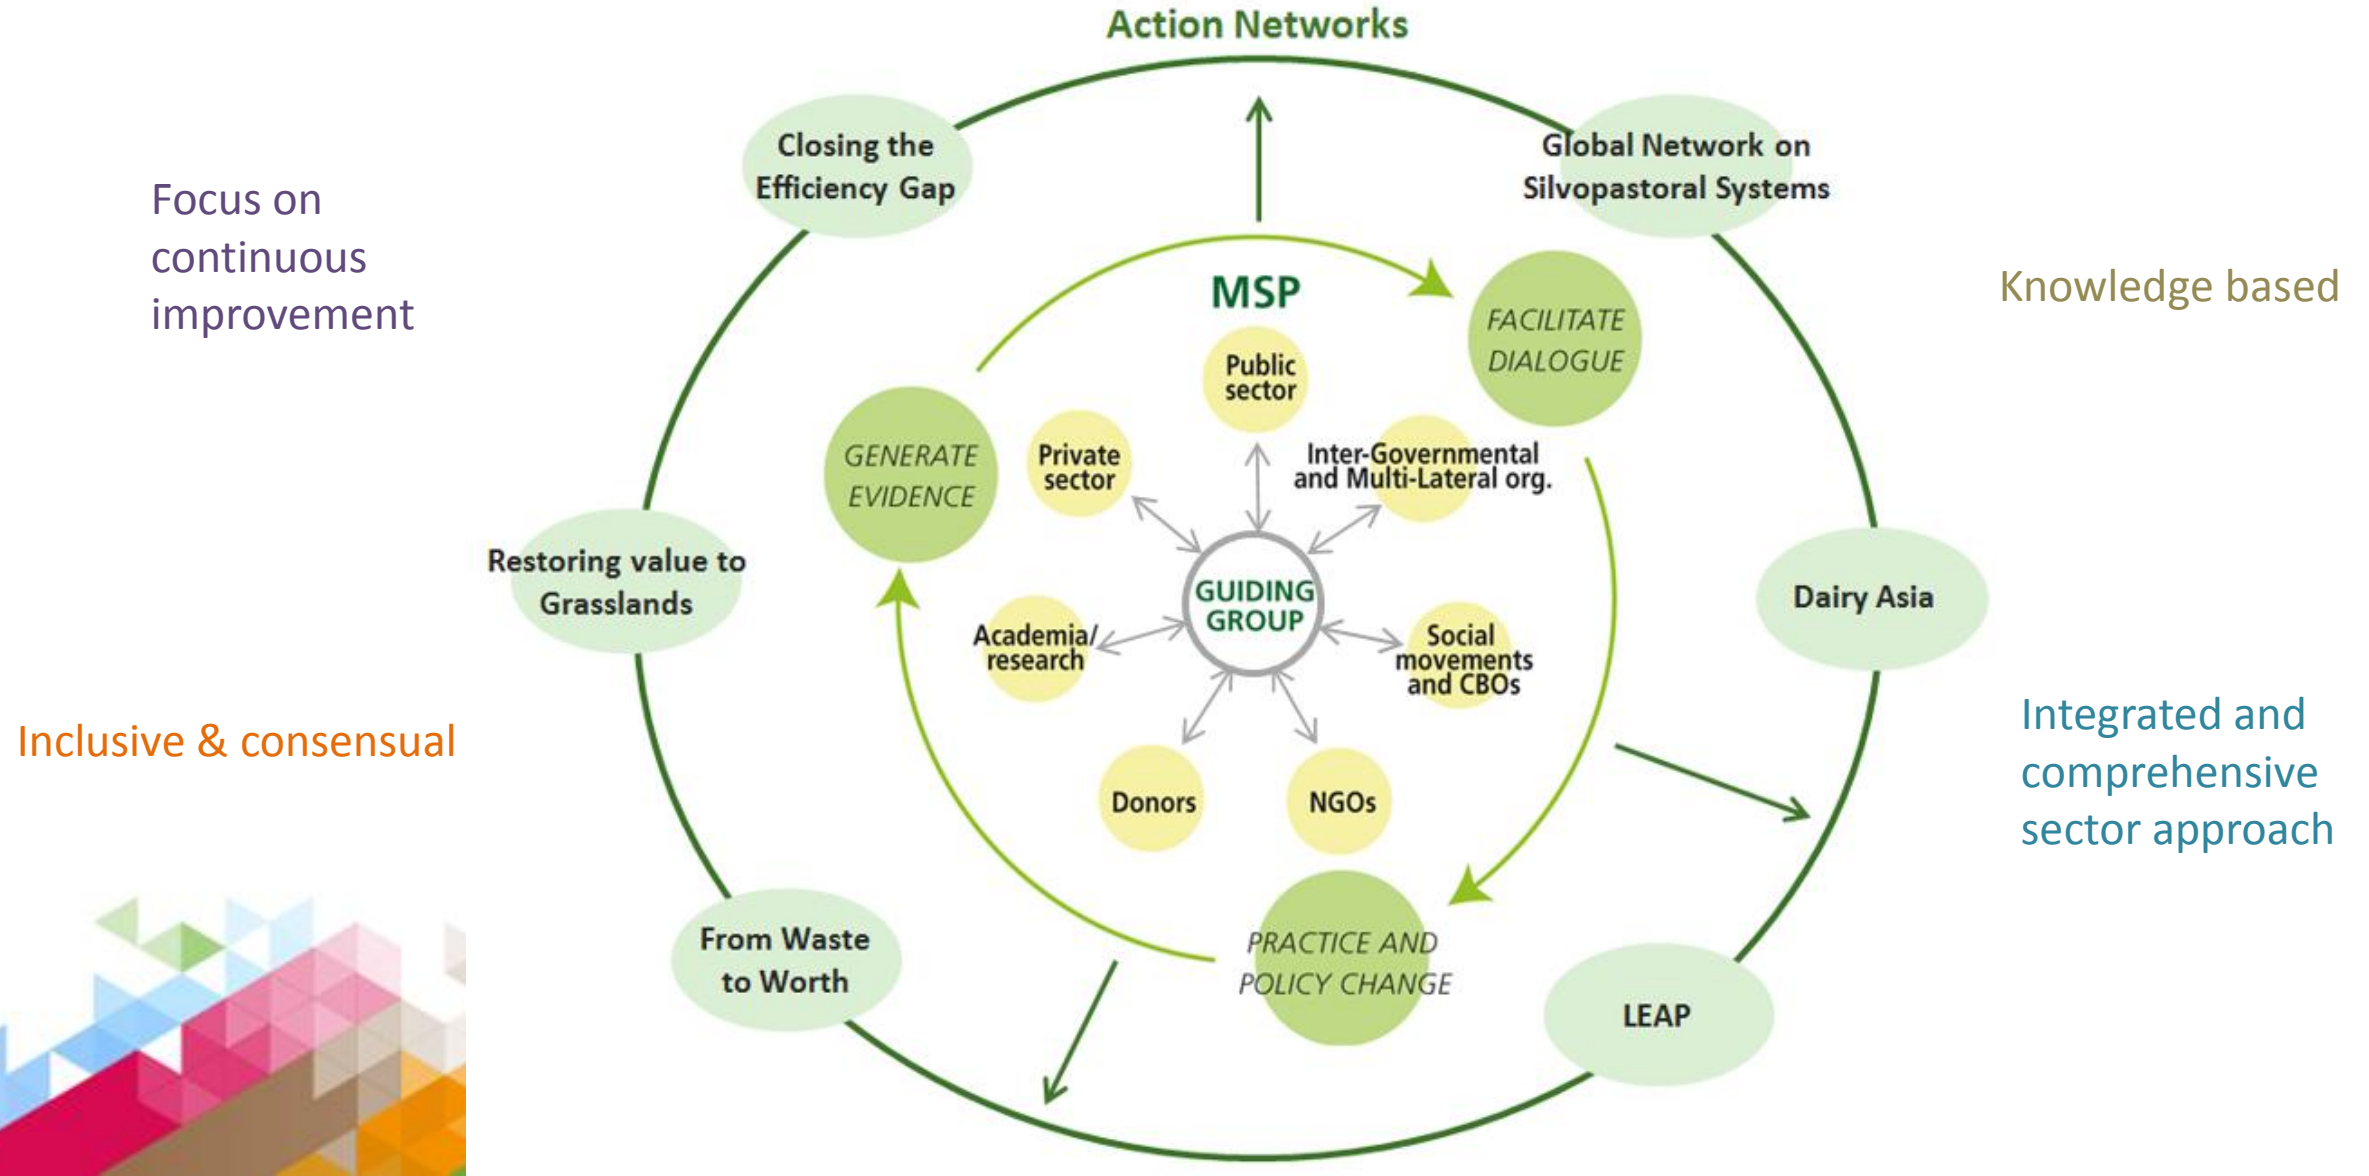 Action Networks
Closing the
Efficiency Gap
Global Network on
Silvopastoral Systems
Focus on
continuous
improvement
Knowledge based
MSP
FACILITATE
DIALOGUE
Public
sector
GENERATE
EVIDENCE
Private
sector
Inter-Governmental
and Multi-Lateral org.
Restoring value to
Grasslands
GUIDING
GROUP
Dairy Asia
Academia/
research
Social
movements
and CBOs
Inclusive & consensual
Integrated and
comprehensive
sector approach
Donors
NGOs
From Waste
to Worth
PRACTICE AND
POLICY CHANGE
LEAP